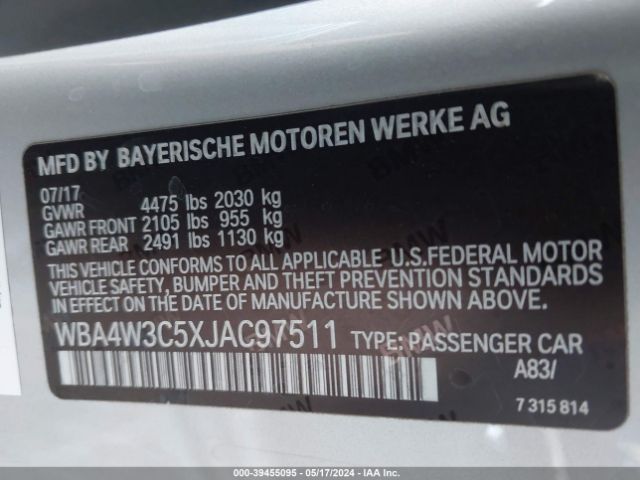 MFD BY BAYERISCHE MOTOREN WERKE AG
07/17
GVWR 4475 lbs 2030 kg
GAWR FRONT 2105 lbs 955 kg
GAWR REAR 2491 lbs 1130 kg
THIS VEHICLE CONFORMS TO ALL APPLICABLE U.S.FEDERAL MOTOR
VEHICLE SAFETY, BUMPER AND THEFT PREVENTION STANDARDS
IN EFFECT ON THE DATE OF MANUFACTURE SHOWN ABOVE.
WBA4W3C5XJAC97511 TYPE: PASSENGER CAR
A83/
7 315 814
000-39455095 - 05/17/2024 - IAA Inc.